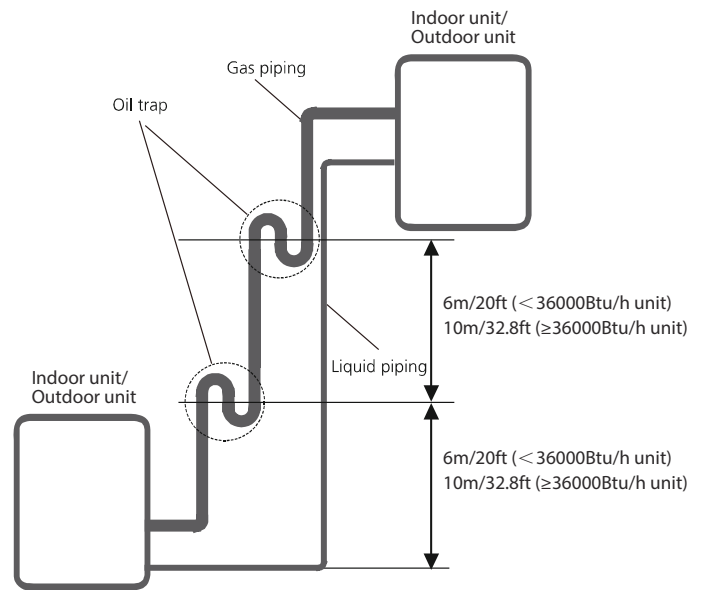 Indoor unit/
Outdoor unit
Gas piping
Oil trap
6m/20ft (＜36000Btu/h unit)
10m/32.8ft (≥36000Btu/h unit)
Liquid piping
Indoor unit/
Outdoor unit
6m/20ft (＜36000Btu/h unit)
10m/32.8ft (≥36000Btu/h unit)